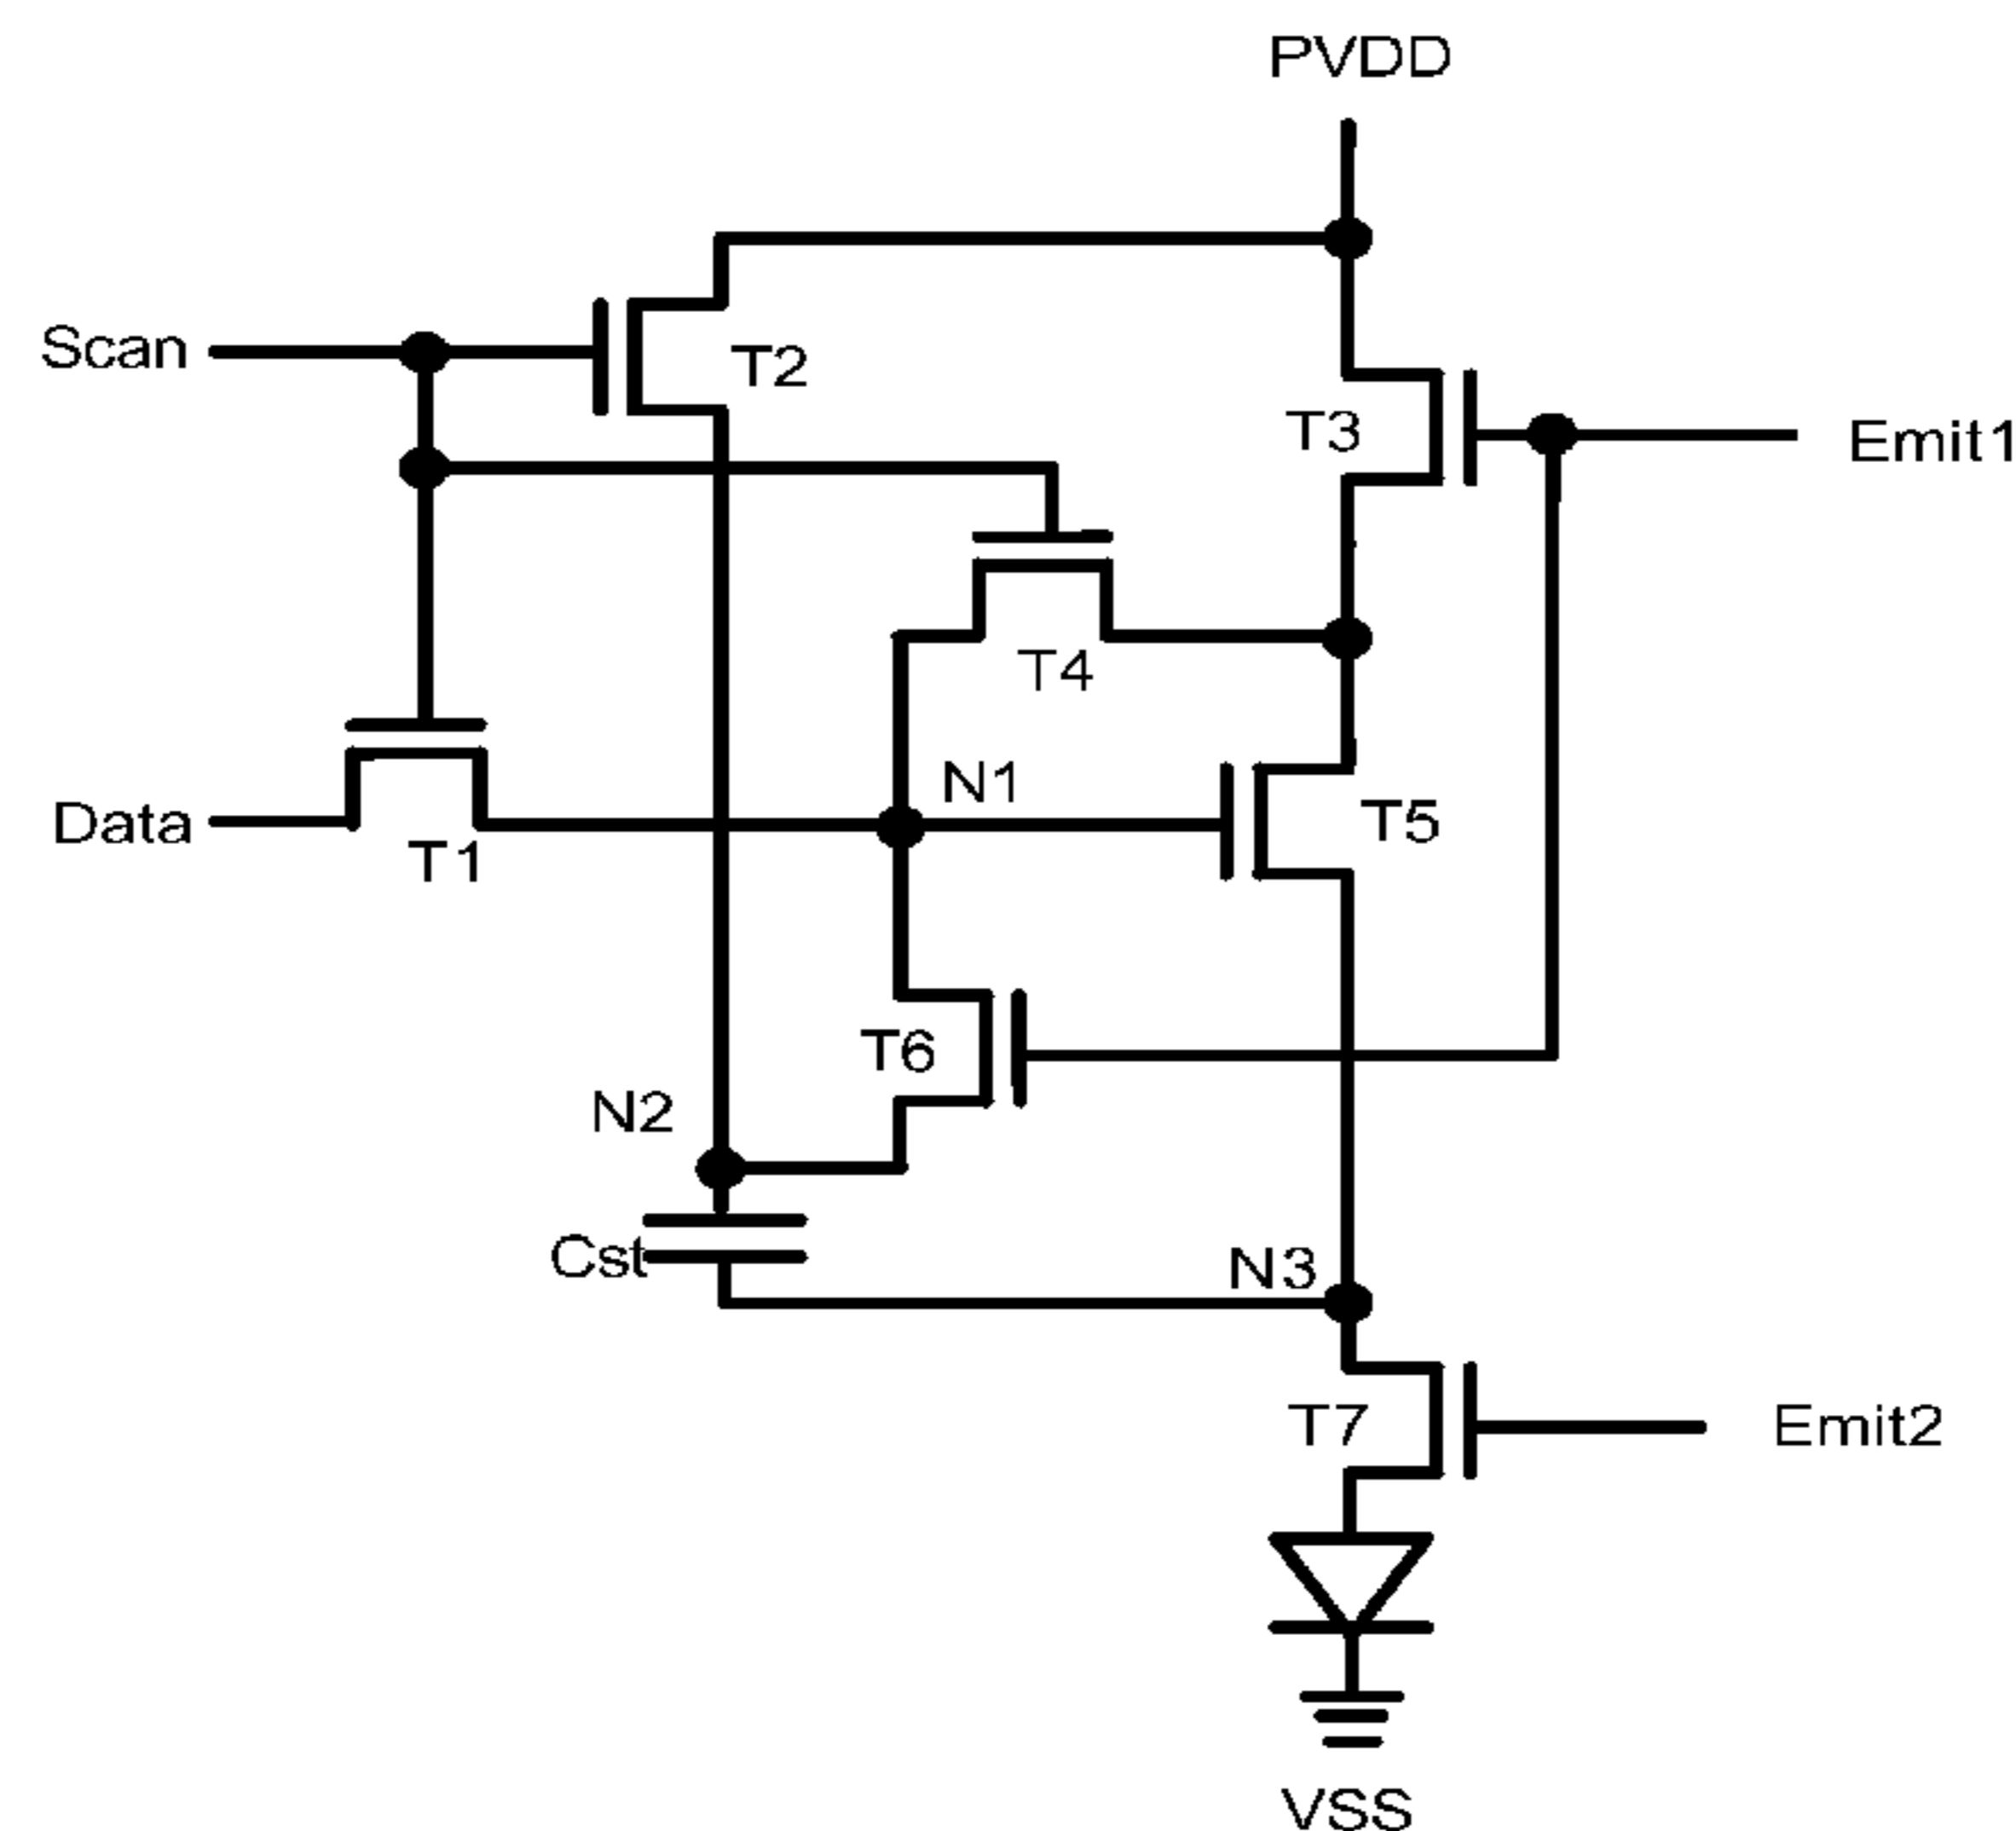 PVDD
Scan
T2
T3
Emit1
T4
N1
Data
T1
T5
T6
N2
Cst
N3
T7
Emit2
VSS